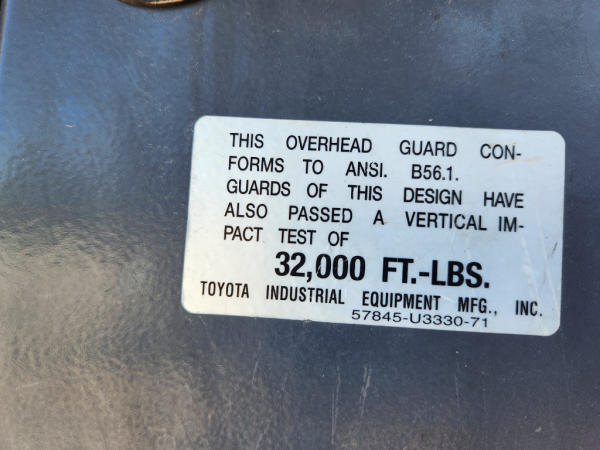 THIS OVERHEAD GUARD CON-
FORMS TO ANSI. B56.1.
GUARDS OF THIS DESIGN HAVE
ALSO PASSED A VERTICAL IM-
PACT TEST OF
32,000 FT.-LBS.
TOYOTA INDUSTRIAL EQUIPMENT MFG., INC.
57845-U3330-71